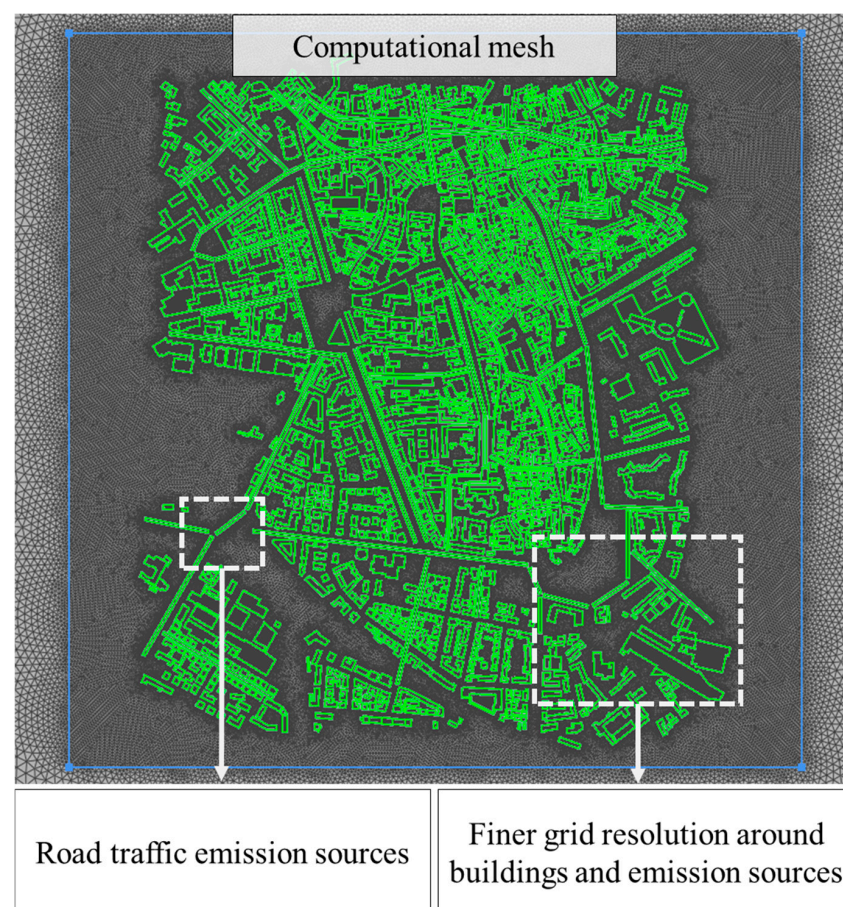 Computational mesh
Road traffic emission sources
Finer grid resolution around
buildings and emission sources